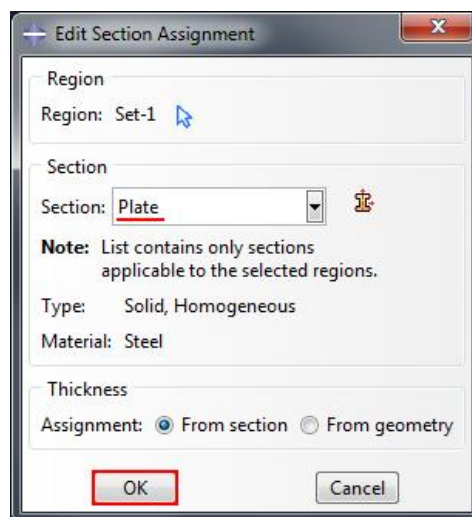 Edit Section Assignment
Region
Region: Set-1
Section
Section: Plate
Note: List contains only sections
applicable to the selected regions.
Type: Solid, Homogeneous
Material: Steel
Thickness
Assignment: From section From geometry
OK Cancel